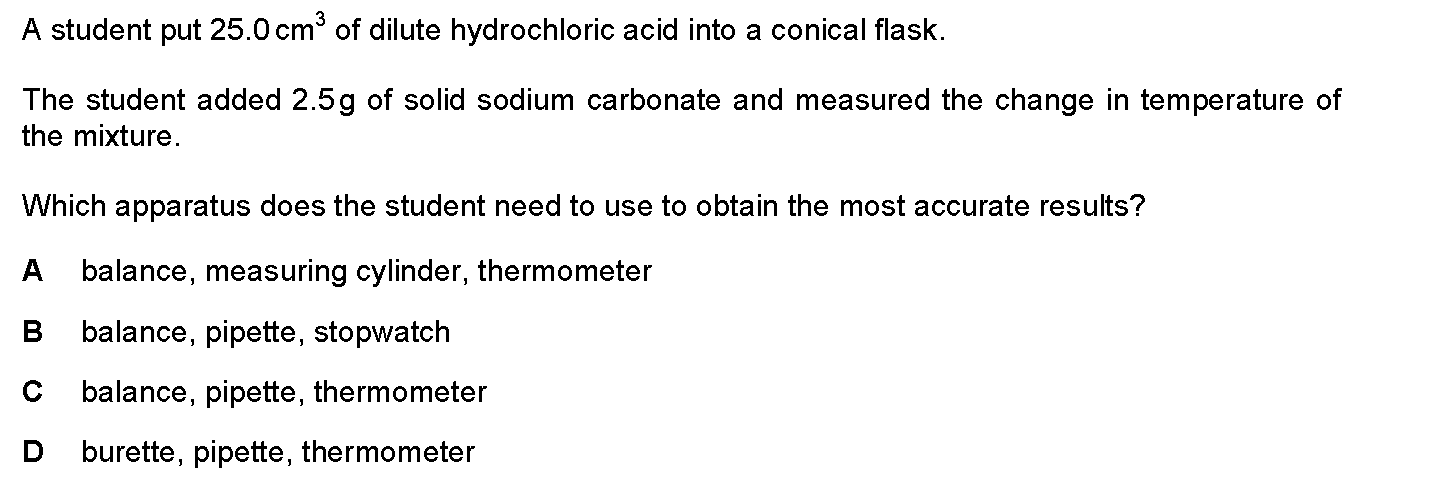 A student put 25.0 cm³ of dilute hydrochloric acid into a conical flask.
The student added 2.5 g of solid sodium carbonate and measured the change in temperature of
the mixture.
Which apparatus does the student need to use to obtain the most accurate results?
A balance, measuring cylinder, thermometer
B balance, pipette, stopwatch
C balance, pipette, thermometer
D burette, pipette, thermometer